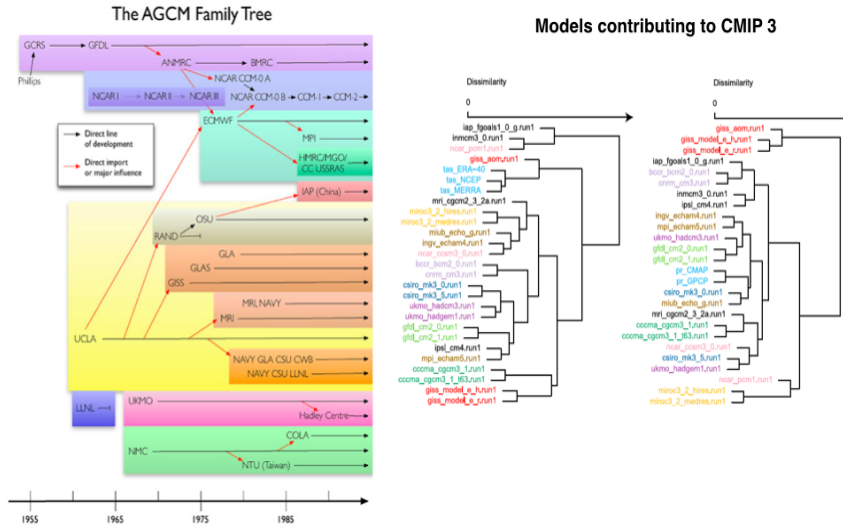 The AGCM Family Tree
GCRS
GFDL
ANMRC
BMRC
Phillips
NCAR CCM-0 A
NCAR I
NCAR II
NCAR III
NCAR CCM-0 B
CCM-1
CCM-2
ECMWF
MPI
Direct line
of development
Direct import
or major influence
HMRC/MGO/
CC USSRAS
IAP (China)
OSU
RAND
GLA
GLAS
GISS
MRI, NAVY
MRI
UCLA
NAVY GLA CSU CWB
NAVY CSU LLNL
LLNL
UKMO
Hadley Centre
COLA
NMC
NTU (Taiwan)
1955
1965
1975
1985
Models contributing to CMIP 3
Dissimilarity
0
iap_fgoals1_0_g.run1
inmcm3_0.run1
ncar_pcm1.run1
giss_aom.run1
tas_ERA-40
tas_NCEP
tas_MERRA
mri_cgcm2_3_2a.run1
miroc3_2_hires.run1
miroc3_2_medres.run1
miub_echo_g.run1
ingv_echam4.run1
ncar_ccsm3_0.run1
bccr_bcm2_0.run1
cnrm_cm3.run1
csiro_mk3_0.run1
csiro_mk3_5.run1
ukmo_hadcm3.run1
ukmo_hadgem1.run1
gfdl_cm2_0.run1
gfdl_cm2_1.run1
ipsl_cm4.run1
mpi_echam5.run1
cccma_cgcm3_1.run1
cccma_cgcm3_1_t63.run1
giss_model_e_h.run1
giss_model_e_r.run1
Dissimilarity
0
giss_aom.run1
giss_model_e_h.run1
giss_model_e_r.run1
iap_fgoals1_0_g.run1
bccr_bcm2_0.run1
cnrm_cm3.run1
inmcm3_0.run1
ipsl_cm4.run1
ingv_echam4.run1
mpi_echam5.run1
ukmo_hadcm3.run1
gfdl_cm2_0.run1
gfdl_cm2_1.run1
pr_CMAP
pr_GPCP
csiro_mk3_0.run1
miub_echo_g.run1
mri_cgcm2_3_2a.run1
cccma_cgcm3_1.run1
cccma_cgcm3_1_t63.run1
ncar_ccsm3_0.run1
csiro_mk3_5.run1
ukmo_hadgem1.run1
ncar_pcm1.run1
miroc3_2_hires.run1
miroc3_2_medres.run1